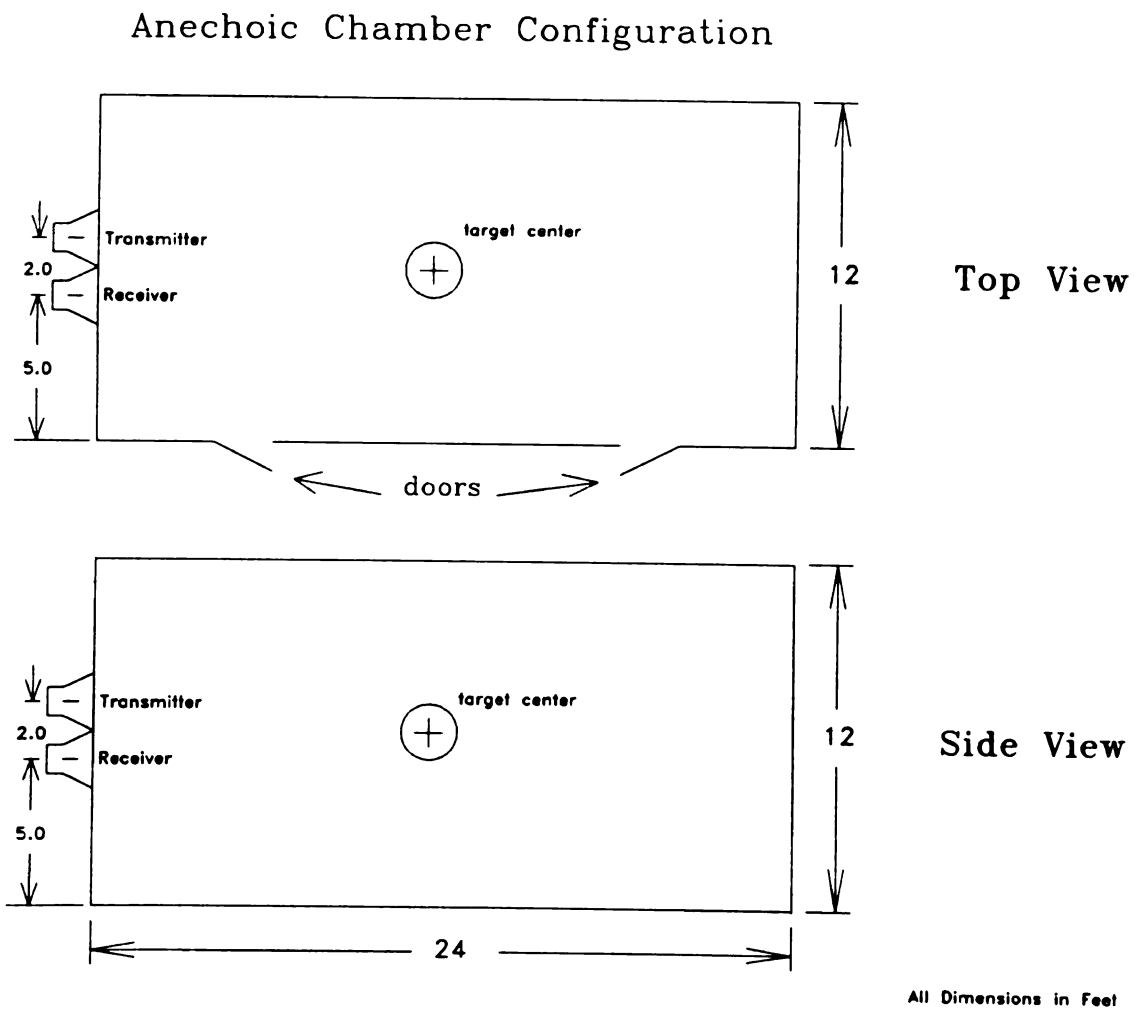 Anechoic Chamber Configuration
target center
Transmitter
2.0
12
Top View
Receiver
5.0
doors
target center
Transmitter
2.0
12
Side View
Receiver
5.0
24
All Dimensions in Feet